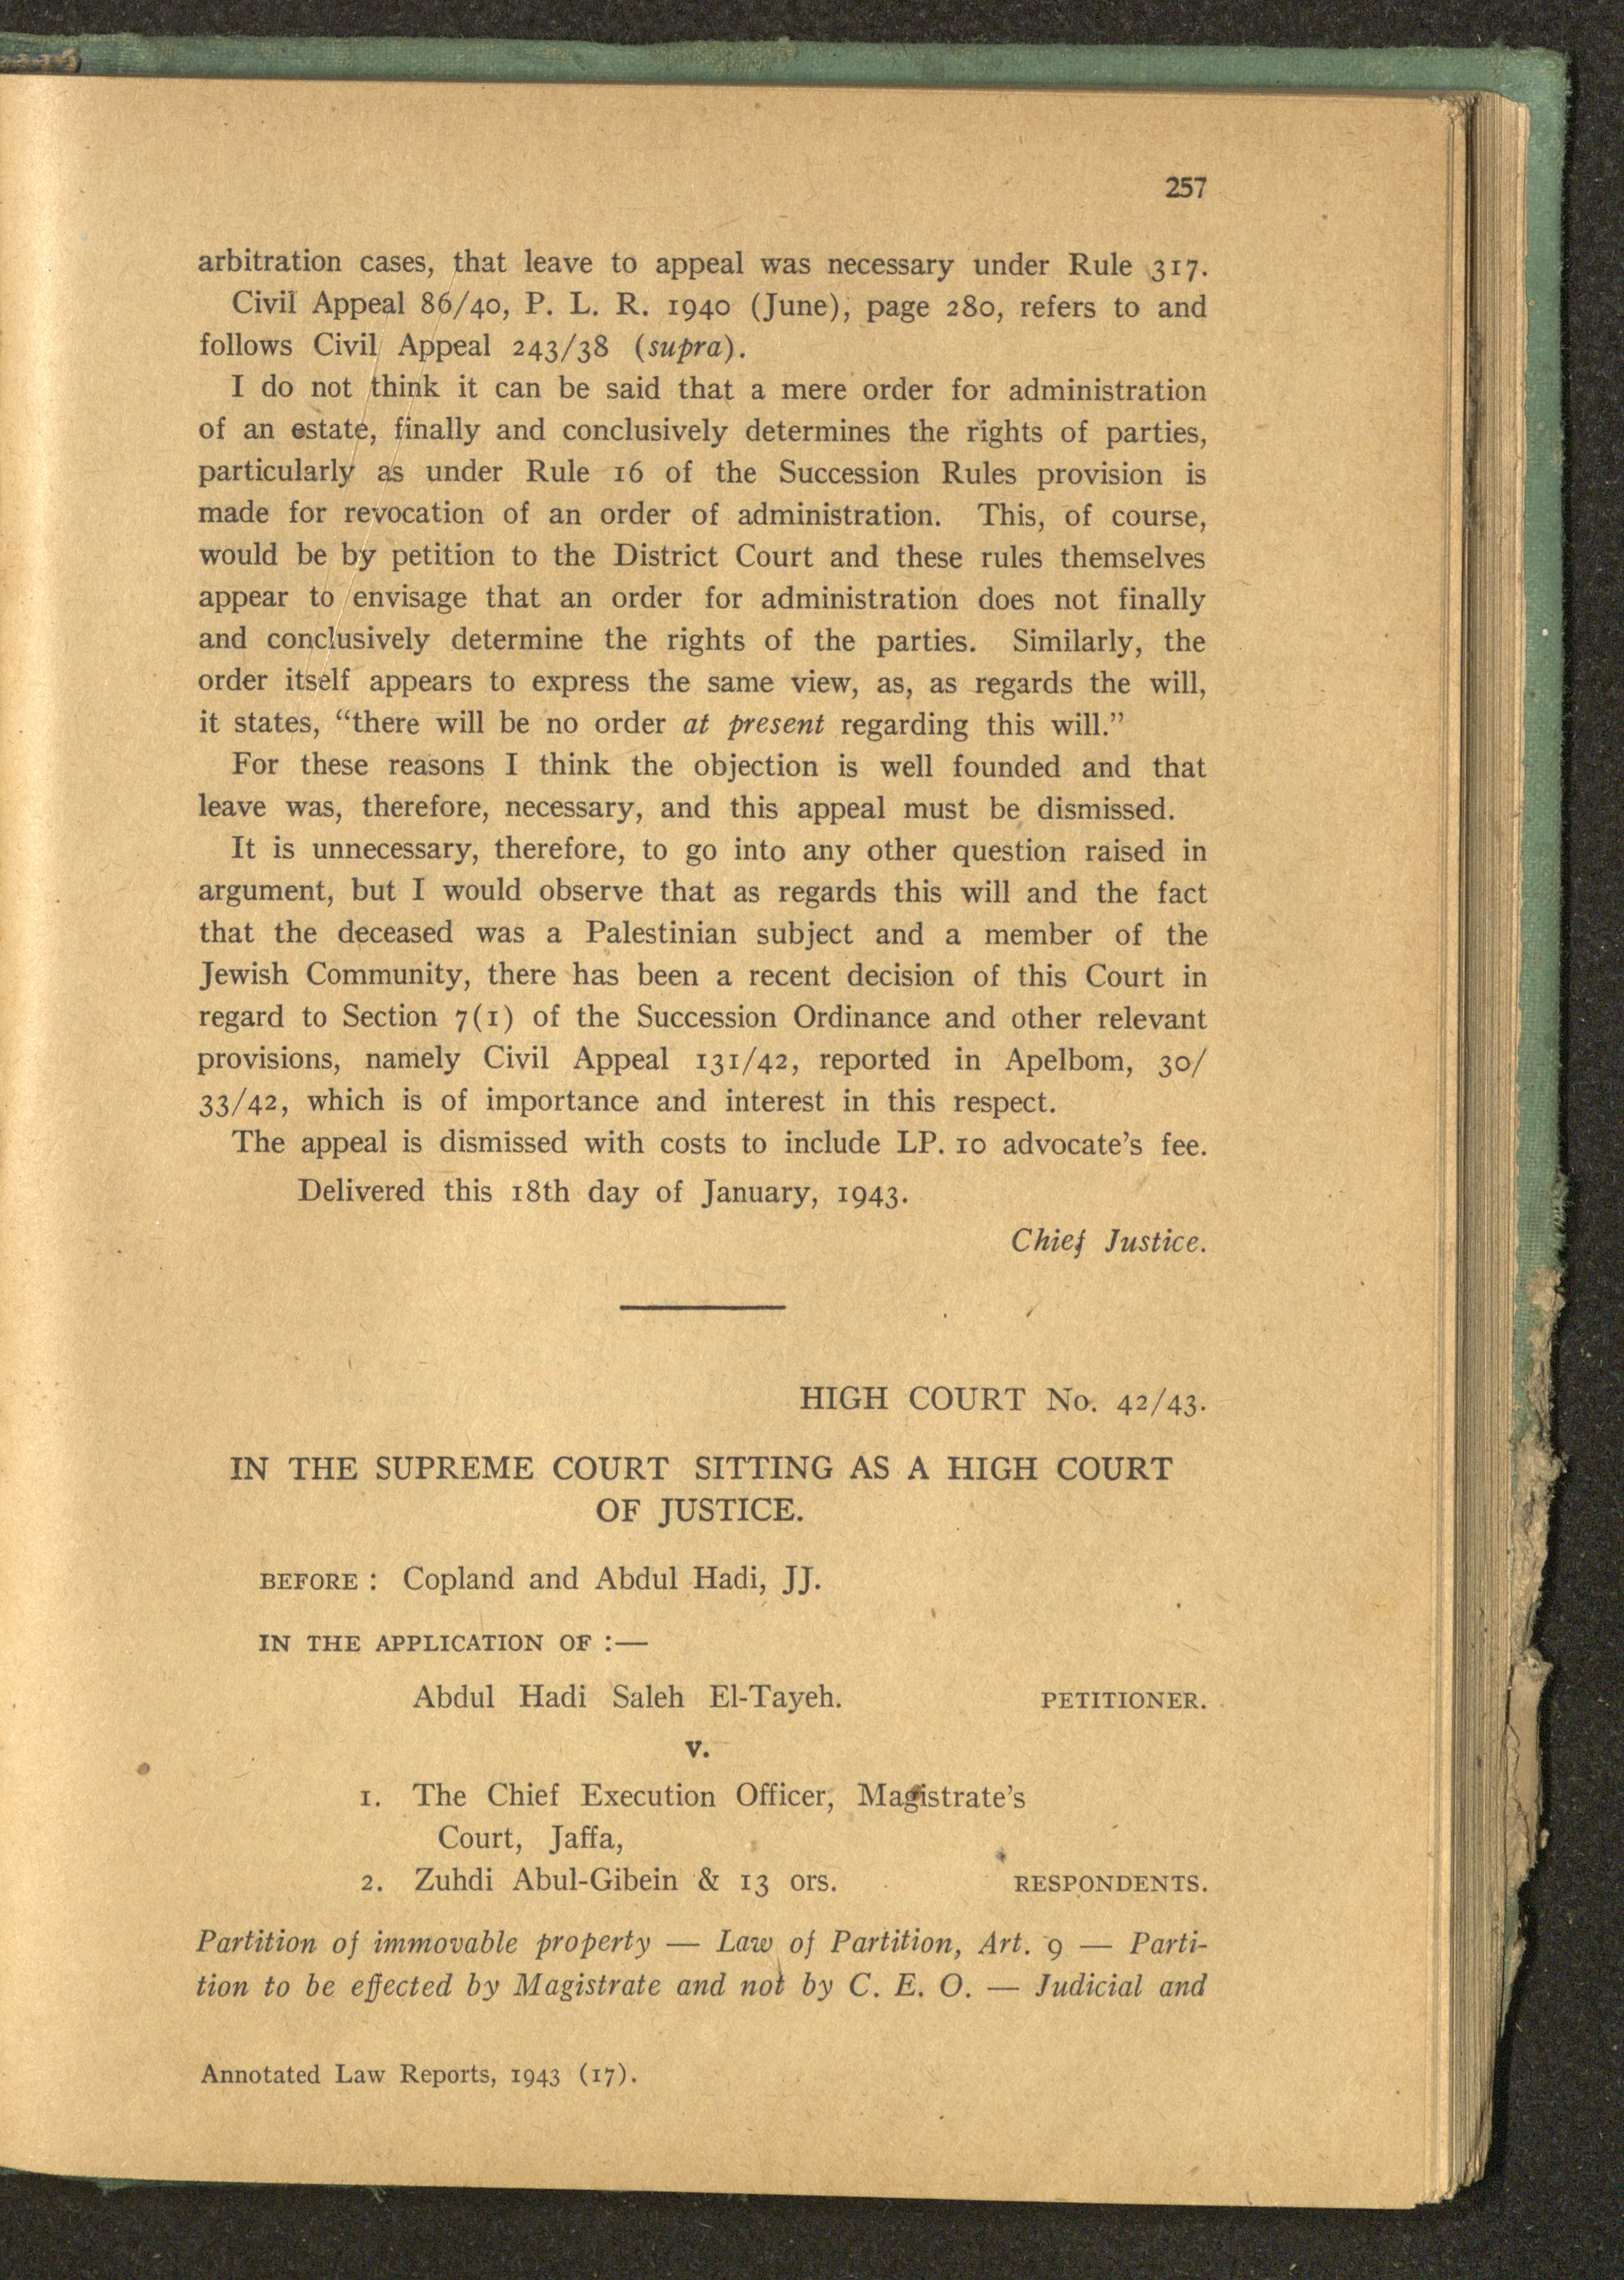 257
arbitration cases, that leave to appeal was necessary under Rule 317.
Civil Appeal 86/40, P. L. R. 1940 (June), page 280, refers to and
follows Civil Appeal 243/38 (supra).
I do not think it can be said that a mere order for administration
of an estate, finally and conclusively determines the rights of parties,
particularly as under Rule 16 of the Succession Rules provision is
made for revocation of an order of administration. This, of course,
would be by petition to the District Court and these rules themselves
appear to envisage that an order for administration does not finally
and conclusively determine the rights of the parties. Similarly, the
order itself appears to express the same view, as, as regards the will,
it states, “there will be no order at present regarding this will.”
For these reasons I think the objection is well founded and that
leave was, therefore, necessary, and this appeal must be dismissed.
It is unnecessary, therefore, to go into any other question raised in
argument, but I would observe that as regards this will and the fact
that the deceased was a Palestinian subject and a member of the
Jewish Community, there has been a recent decision of this Court in
regard to Section 7(1) of the Succession Ordinance and other relevant
provisions, namely Civil Appeal 131/42, reported in Apelbom, 30/
33/42, which is of importance and interest in this respect.
The appeal is dismissed with costs to include LP. 10 advocate’s fee.
Delivered this 18th day of January, 1943.
Chief Justice.
HIGH COURT No. 42/43.
IN THE SUPREME COURT SITTING AS A HIGH COURT
OF JUSTICE.
BEFORE : Copland and Abdul Hadi, JJ.
IN THE APPLICATION OF :—
Abdul Hadi Saleh El-Tayeh. PETITIONER.
v.
1. The Chief Execution Officer, Magistrate’s
Court, Jaffa,
2. Zuhdi Abul-Gibein & 13 ors. RESPONDENTS.
Partition of immovable property — Law of Partition, Art. 9 — Parti-
tion to be effected by Magistrate and not by C. E. O. — Judicial and
Annotated Law Reports, 1943 (17).